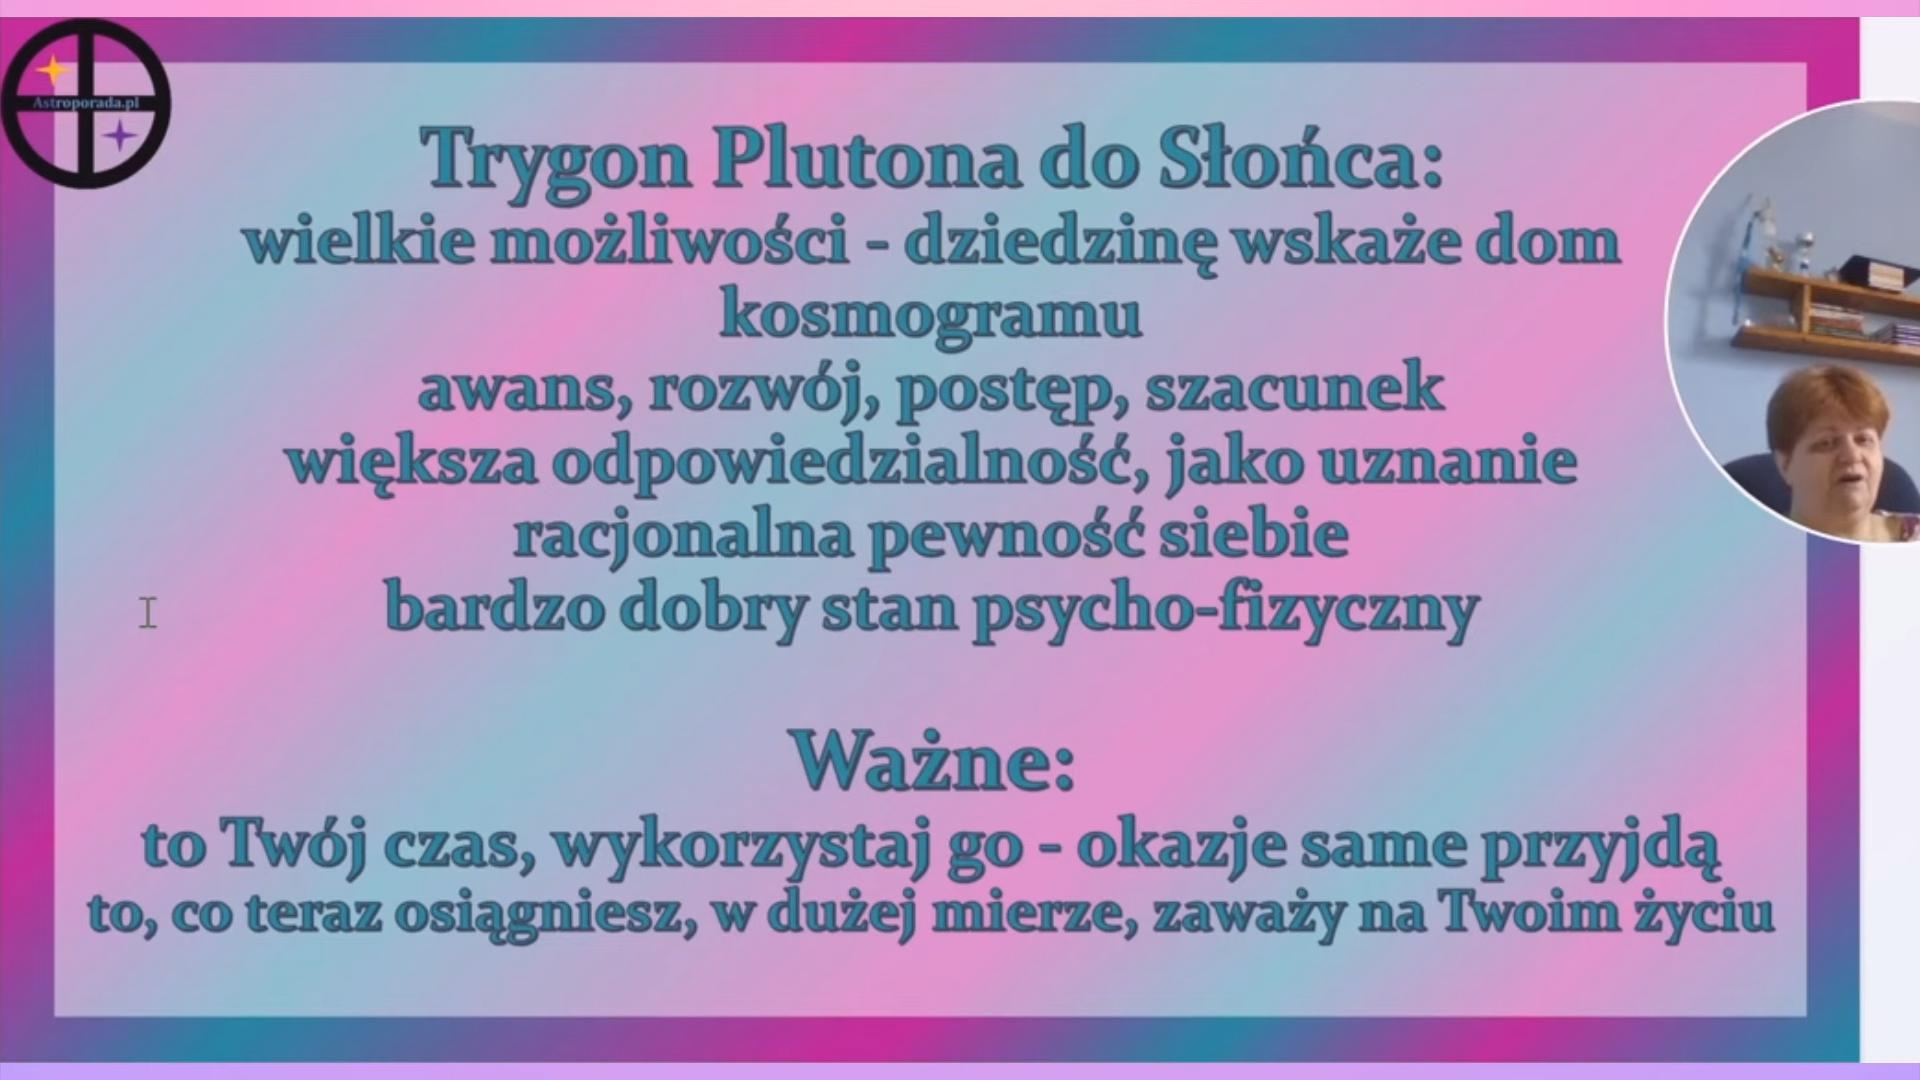 Astroporada.pl
Trygon Plutona do Słońca:
wielkie możliwości - dziedzinę wskaże dom
kosmogramu
awans, rozwój, postęp, szacunek
większa odpowiedzialność, jako uznanie
racjonalna pewność siebie
bardzo dobry stan psycho-fizyczny
Ważne:
to Twój czas, wykorzystaj go - okazje same przyjdą
to, co teraz osiągniesz, w dużej mierze, zaważy na Twoim życiu